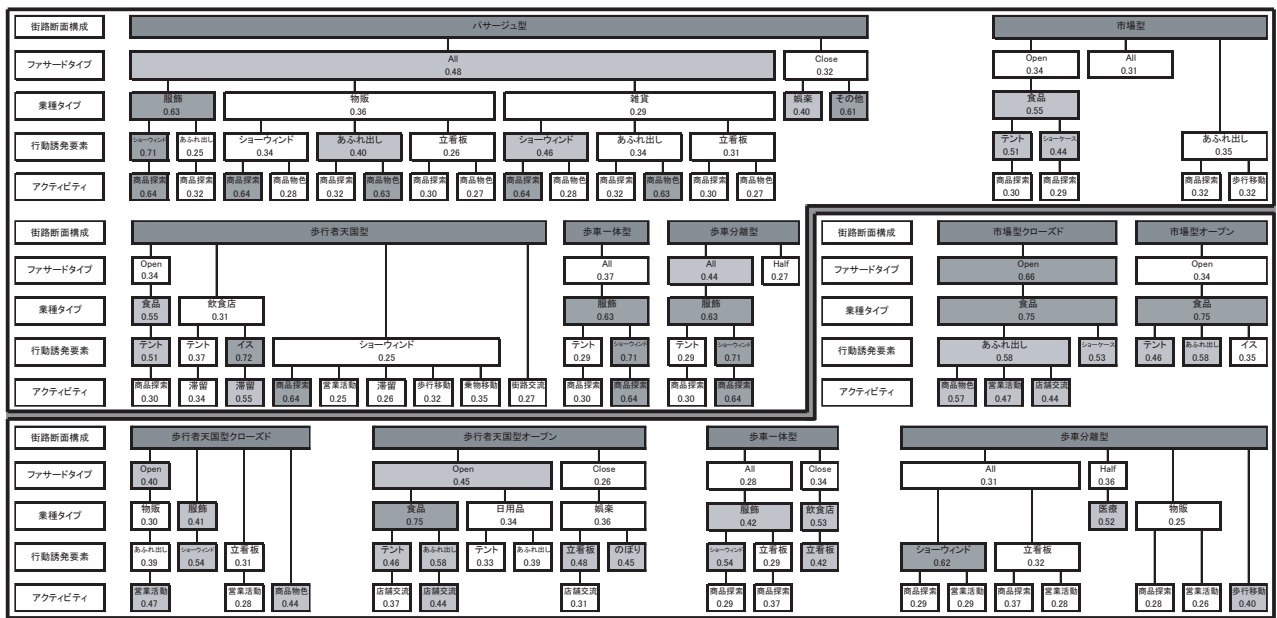 街路断面構成 パサージュ型 市場型
ファサードタイプ All 0.48 Close 0.32 Open 0.34 All 0.31
業種タイプ 服飾 0.63 物販 0.36 雑貨 0.29 娯楽 0.40 その他 0.61 食品 0.55
行動誘発要素 ショーウィンド 0.71 あふれ出し 0.25 ショーウィンド 0.34 あふれ出し 0.40 立看板 0.26 ショーウィンド 0.46 あふれ出し 0.34 立看板 0.31 テント 0.51 ショーケース 0.44 あふれ出し 0.35
アクティビティ 商品探索 0.64 商品探索 0.32 商品探索 0.64 商品物色 0.28 商品探索 0.32 商品物色 0.63 商品探索 0.30 商品物色 0.27 商品探索 0.64 商品物色 0.28 商品探索 0.32 商品物色 0.63 商品探索 0.30 商品物色 0.27 商品探索 0.30 商品探索 0.29 商品探索 0.32 歩行移動 0.32
街路断面構成 歩行者天国型 歩車一体型 歩車分離型
ファサードタイプ Open 0.34 All 0.37 All 0.44 Half 0.27
業種タイプ 食品 0.55 飲食店 0.31 服飾 0.63 服飾 0.63
行動誘発要素 テント 0.51 テント 0.37 イス 0.72 ショーウィンド 0.25 テント 0.29 ショーウィンド 0.71 テント 0.29 ショーウィンド 0.71
アクティビティ 商品探索 0.30 滞留 0.34 滞留 0.55 商品探索 0.64 営業活動 0.25 滞留 0.26 歩行移動 0.32 乗物移動 0.35 街路交流 0.27 商品探索 0.30 商品探索 0.64 商品探索 0.30 商品探索 0.64
街路断面構成 市場型クローズド 市場型オープン
ファサードタイプ Open 0.66 Open 0.34
業種タイプ 食品 0.75 食品 0.75
行動誘発要素 あふれ出し 0.58 ショーケース 0.53 テント 0.46 あふれ出し 0.58 イス 0.35
アクティビティ 商品物色 0.57 営業活動 0.47 店舗交流 0.44
街路断面構成 歩行者天国型クローズド 歩行者天国型オープン 歩車一体型 歩車分離型
ファサードタイプ Open 0.40 Open 0.45 Close 0.26 All 0.28 Close 0.34 All 0.31 Half 0.36
業種タイプ 物販 0.30 服飾 0.41 食品 0.75 日用品 0.34 娯楽 0.36 服飾 0.42 飲食店 0.53 医療 0.52 物販 0.25
行動誘発要素 あふれ出し 0.39 ショーウィンド 0.54 立看板 0.31 テント 0.46 あふれ出し 0.58 テント 0.33 あふれ出し 0.39 立看板 0.48 のぼり 0.45 ショーウィンド 0.54 立看板 0.29 立看板 0.42 ショーウィンド 0.62 立看板 0.32
アクティビティ 営業活動 0.47 営業活動 0.28 商品物色 0.44 店舗交流 0.37 店舗交流 0.44 店舗交流 0.31 商品探索 0.29 商品探索 0.37 商品探索 0.29 営業活動 0.29 商品探索 0.37 営業活動 0.28 商品探索 0.28 営業活動 0.26 歩行移動 0.40